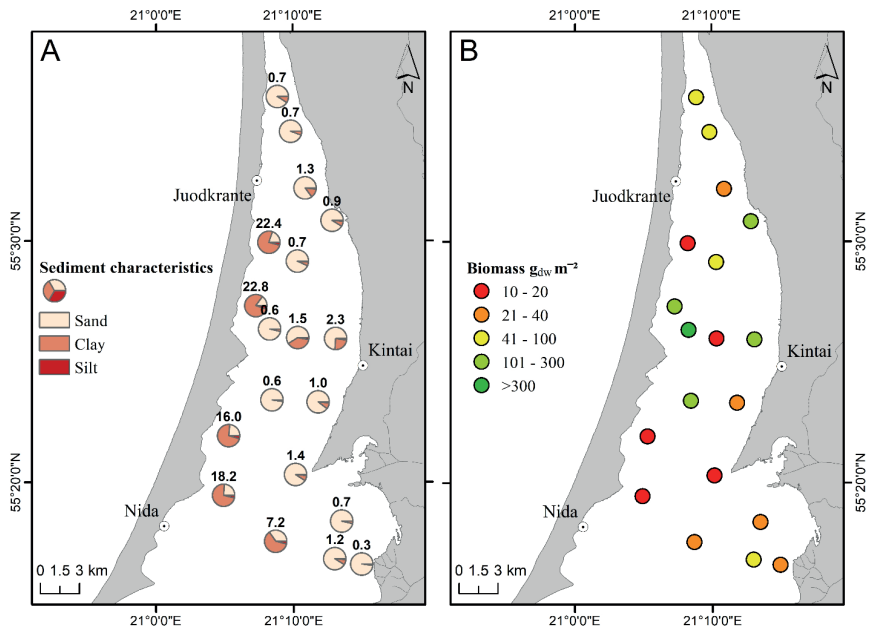 21°0'0"E 21°10'0"E 21°0'0"E 21°10'0"E
A
N
B
N
0.7
0.7
1.3
Juodkrante
0.9
22.4
0.7
22.8
0.6
1.5
2.3
Kintai
0.6
1.0
16.0
1.4
18.2
0.7
Nida
7.2
1.2
0.3
Sediment characteristics
Sand
Clay
Silt
0 1.5 3 km
55°30'0"N
55°20'0"N
Juodkrante
Kintai
Nida
Biomass gdw m⁻²
10 - 20
21 - 40
41 - 100
101 - 300
>300
0 1.5 3 km
55°30'0"N
55°20'0"N
21°0'0"E 21°10'0"E 21°0'0"E 21°10'0"E